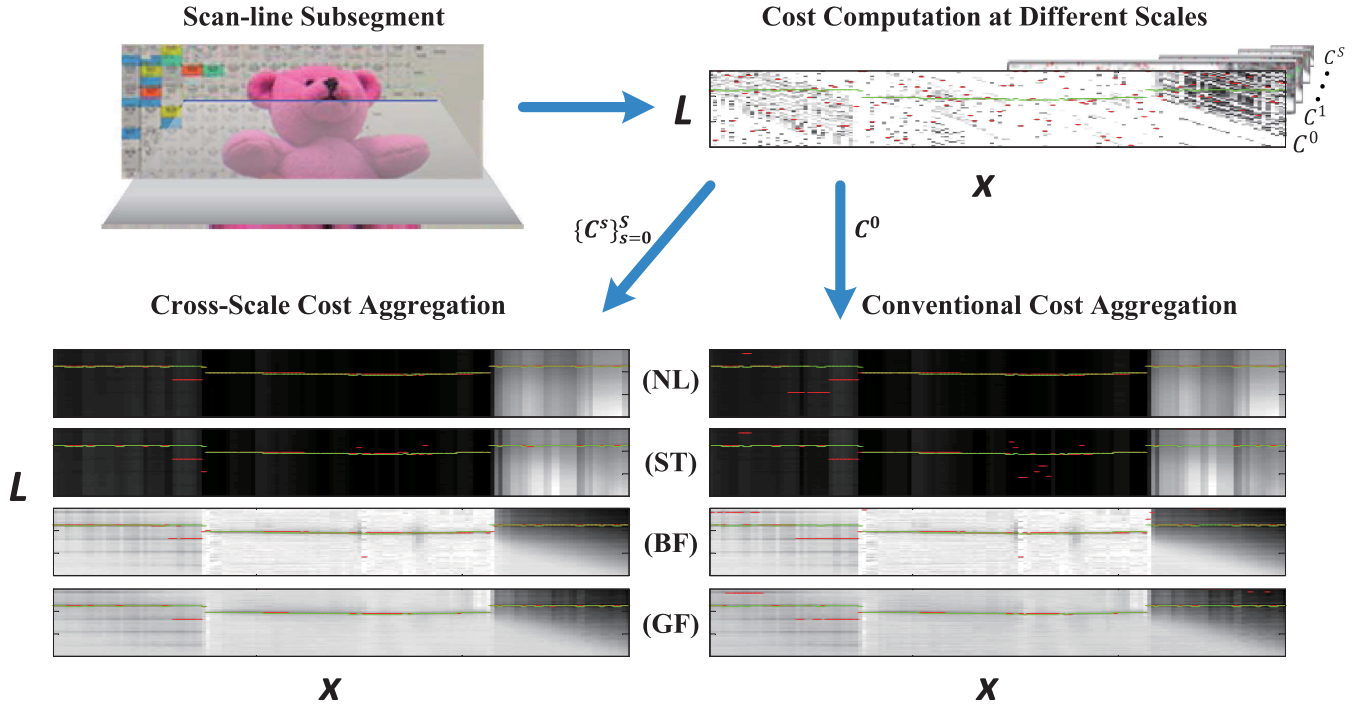 Scan-line Subsegment
Cost Computation at Different Scales
L
C^S
C^1
C^0
x
{C^s}_{s=0}^S
C^0
Cross-Scale Cost Aggregation
Conventional Cost Aggregation
(NL)
(ST)
L
(BF)
(GF)
x
x